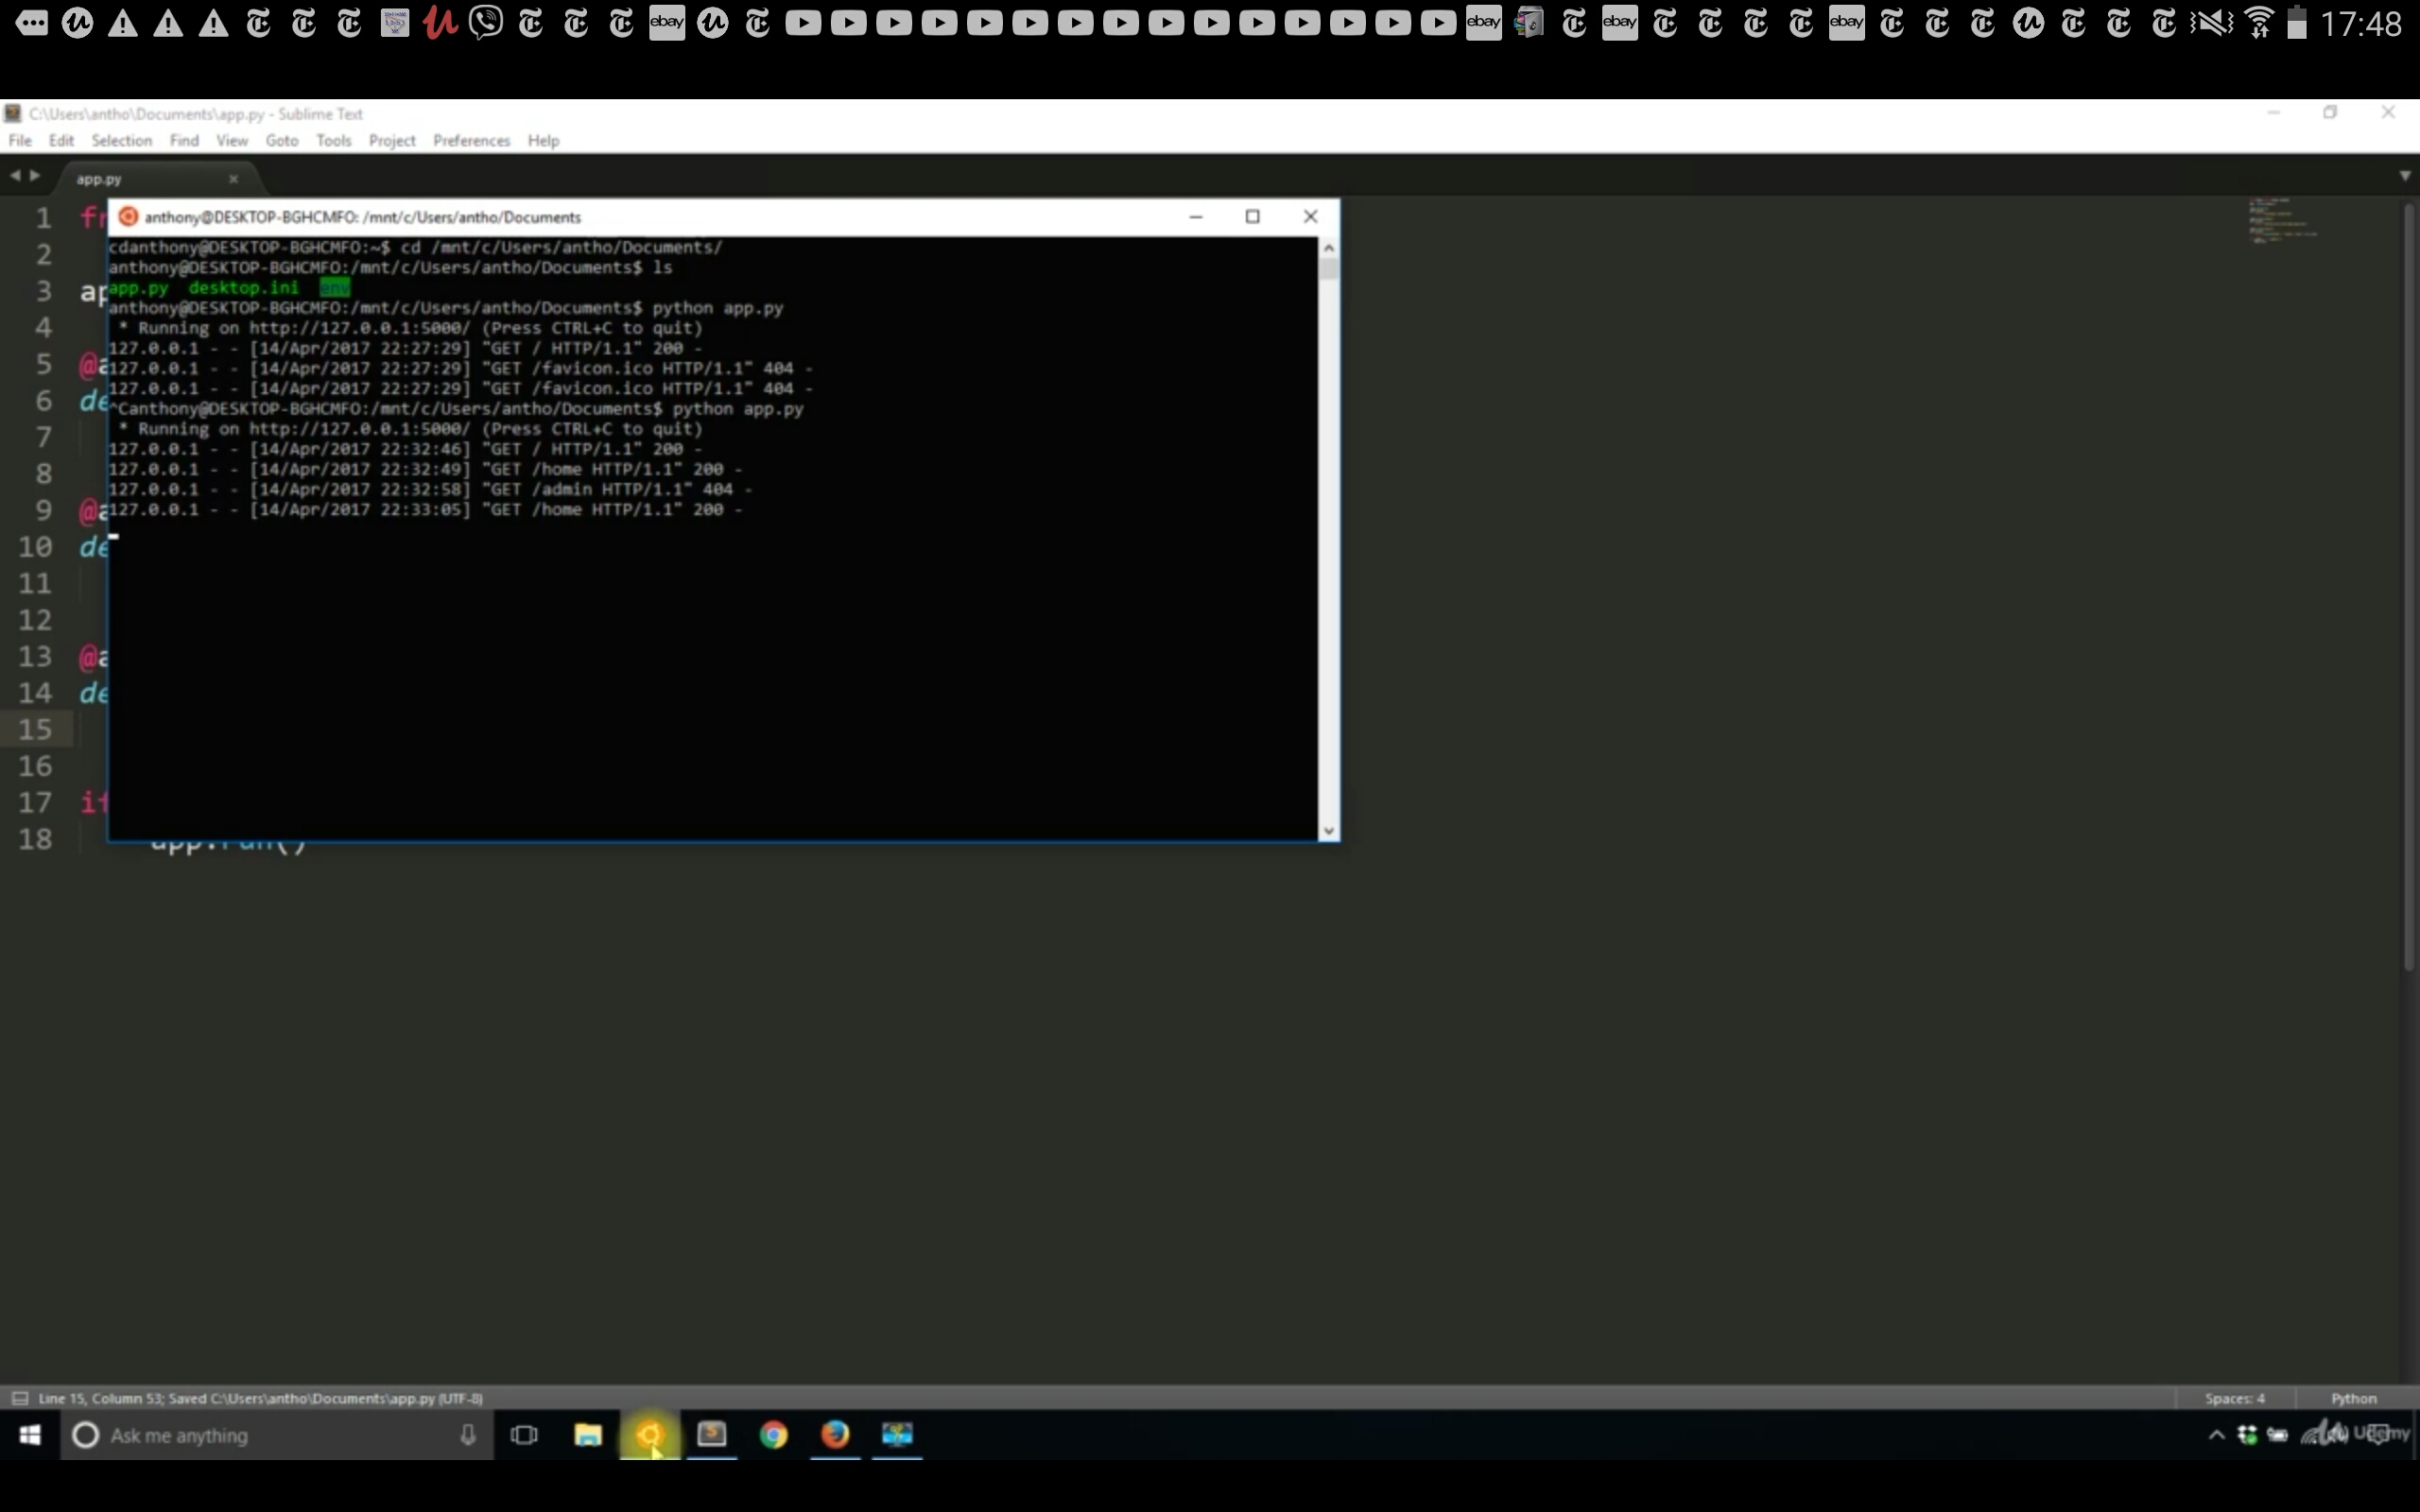 ebay ebay ebay ebay 17:48
C:\Users\antho\Documents\app.py - Sublime Text
File Edit Selection Find View Goto Tools Project Preferences Help
app.py
anthony@DESKTOP-BGHCMFO: /mnt/c/Users/antho/Documents
cdanthony@DESKTOP-BGHCMFO:~$ cd /mnt/c/Users/antho/Documents/
anthony@DESKTOP-BGHCMFO:/mnt/c/Users/antho/Documents$ ls
app.py desktop.ini env
anthony@DESKTOP-BGHCMFO:/mnt/c/Users/antho/Documents$ python app.py
* Running on http://127.0.0.1:5000/ (Press CTRL+C to quit)
127.0.0.1 - - [14/Apr/2017 22:27:29] "GET / HTTP/1.1" 200 -
127.0.0.1 - - [14/Apr/2017 22:27:29] "GET /favicon.ico HTTP/1.1" 404 -
127.0.0.1 - - [14/Apr/2017 22:27:29] "GET /favicon.ico HTTP/1.1" 404 -
^Canthony@DESKTOP-BGHCMFO:/mnt/c/Users/antho/Documents$ python app.py
* Running on http://127.0.0.1:5000/ (Press CTRL+C to quit)
127.0.0.1 - - [14/Apr/2017 22:32:46] "GET / HTTP/1.1" 200 -
127.0.0.1 - - [14/Apr/2017 22:32:49] "GET /home HTTP/1.1" 200 -
127.0.0.1 - - [14/Apr/2017 22:32:58] "GET /admin HTTP/1.1" 404 -
127.0.0.1 - - [14/Apr/2017 22:33:05] "GET /home HTTP/1.1" 200 -
1 fr
2
3 ap
4
5 @a
6 de
7
8
9 @a
10 de
11
12
13 @a
14 de
15
16
17 if
18 app.run()
Line 15, Column 53; Saved C:\Users\antho\Documents\app.py (UTF-8) Spaces: 4 Python
Ask me anything
Udemy